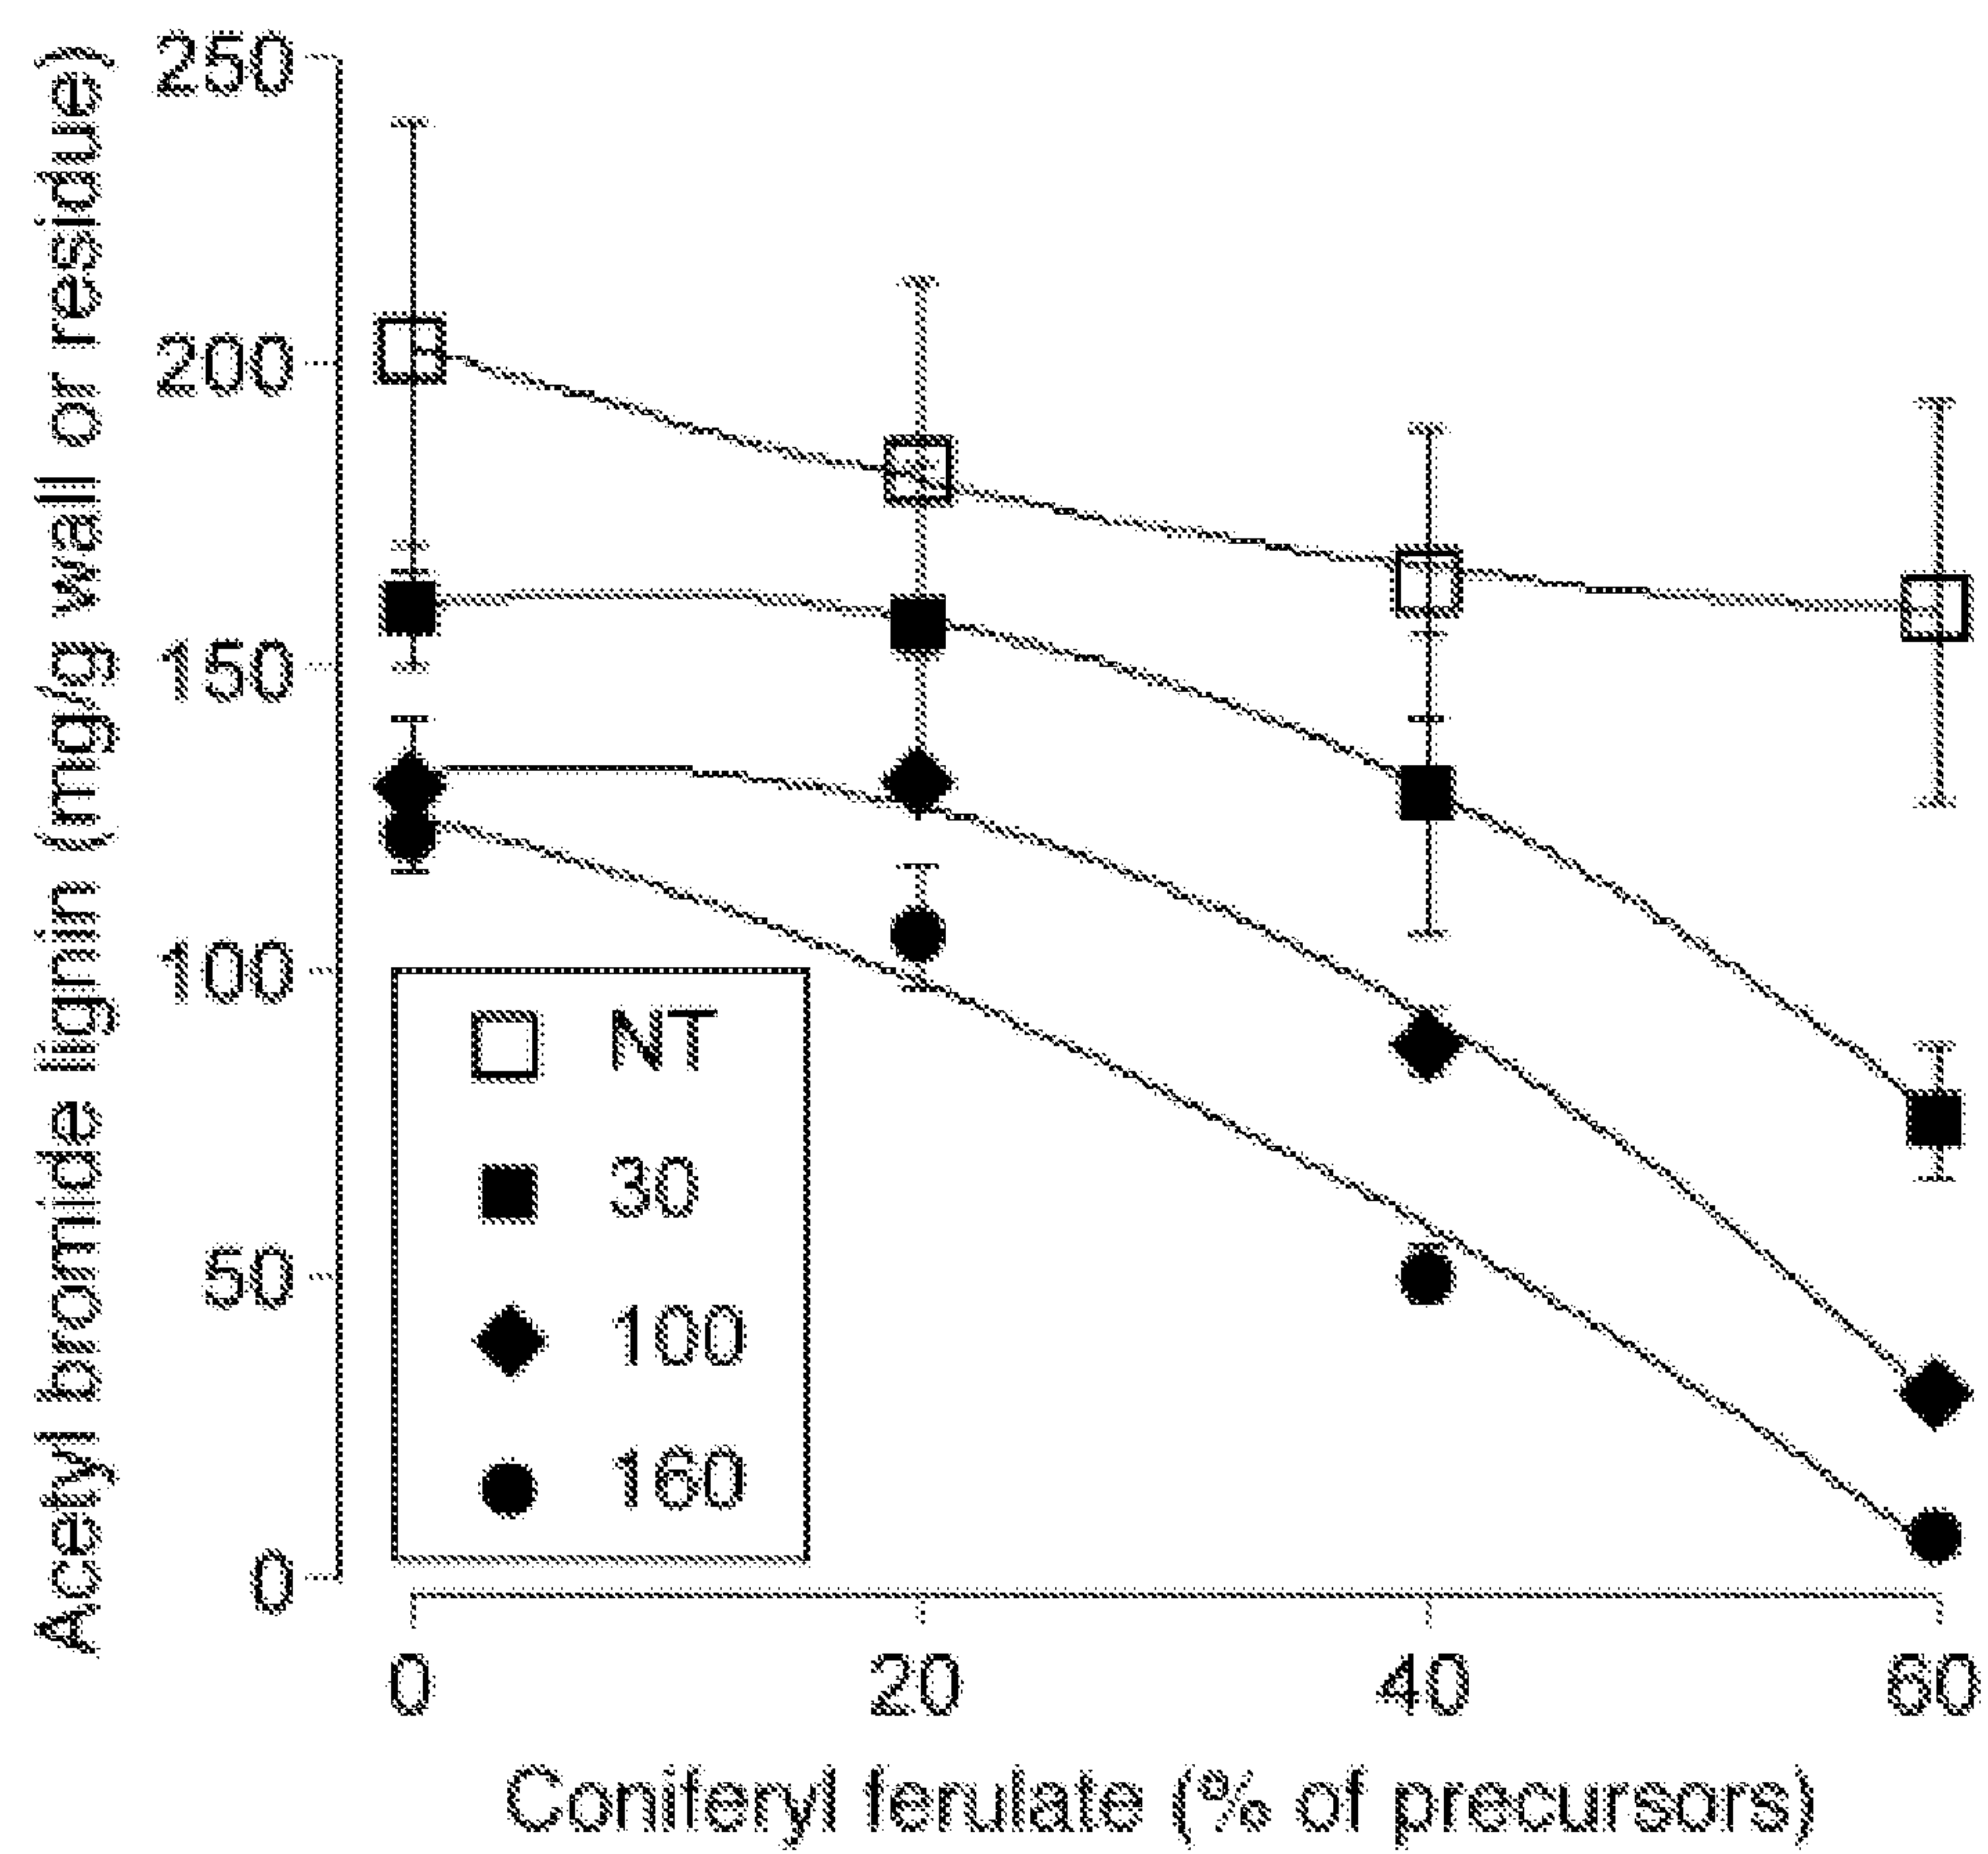 Acetyl bromide lignin (mg/g wall or residue)
250
200
150
100
50
0
NT
30
100
160
0 20 40 60
Coniferyl ferulate (% of precursors)